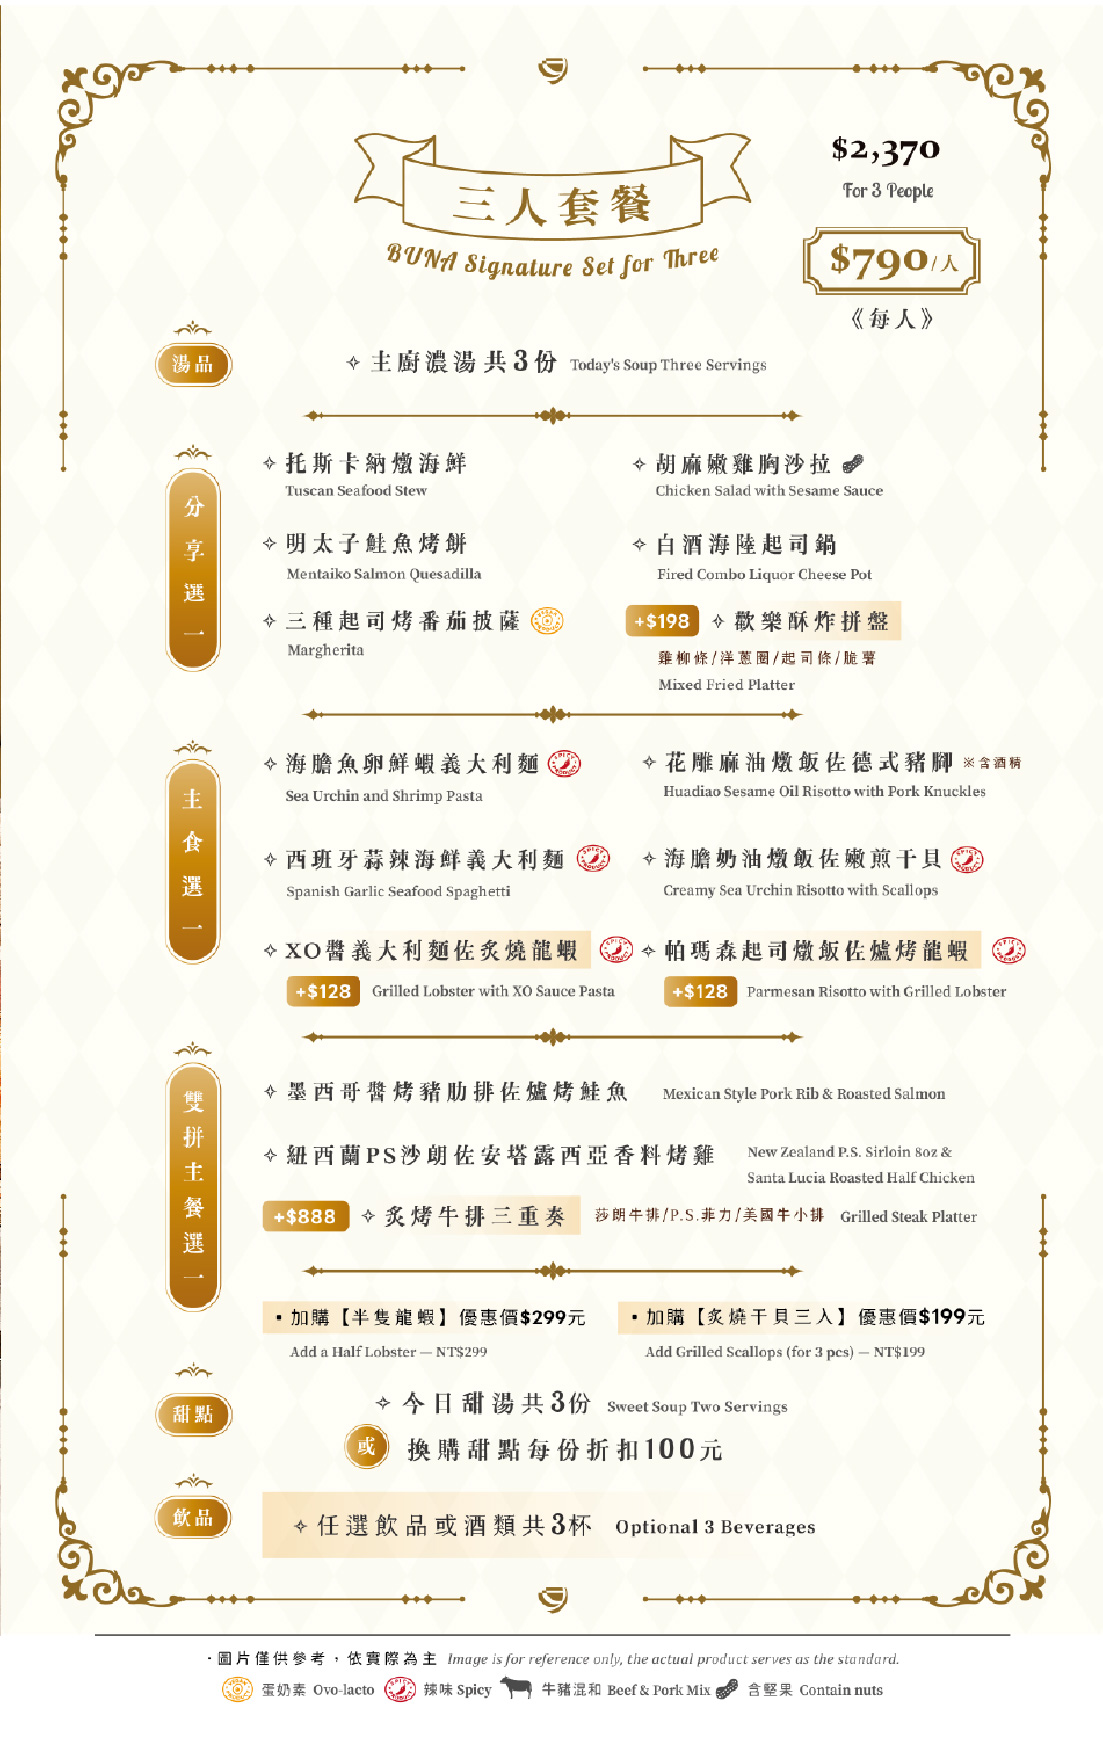 三人套餐
BUNA Signature Set for Three
$2,370
For 3 People
$790/人
《每人》
湯品
主廚濃湯共3份 Today's Soup Three Servings
分享選一
托斯卡納燉海鮮
Tuscan Seafood Stew
胡麻嫩雞胸沙拉
Chicken Salad with Sesame Sauce
明太子鮭魚烤餅
Mentaiko Salmon Quesadilla
白酒海陸起司鍋
Fired Combo Liquor Cheese Pot
三種起司烤番茄披薩
Margherita
+$198 歡樂酥炸拼盤
雞柳條/洋蔥圈/起司條/脆薯
Mixed Fried Platter
主食選一
海膽魚卵鮮蝦義大利麵
Sea Urchin and Shrimp Pasta
花雕麻油燉飯佐德式豬腳 ※含酒精
Huadiao Sesame Oil Risotto with Pork Knuckles
西班牙蒜辣海鮮義大利麵
Spanish Garlic Seafood Spaghetti
海膽奶油燉飯佐嫩煎干貝
Creamy Sea Urchin Risotto with Scallops
XO醬義大利麵佐炙燒龍蝦
+$128 Grilled Lobster with XO Sauce Pasta
帕瑪森起司燉飯佐爐烤龍蝦
+$128 Parmesan Risotto with Grilled Lobster
雙拼主餐選一
墨西哥醬烤豬肋排佐爐烤鮭魚 Mexican Style Pork Rib & Roasted Salmon
紐西蘭PS沙朗佐安塔露西亞香料烤雞 New Zealand P.S. Sirloin 8oz &
Santa Lucia Roasted Half Chicken
+$888 炙烤牛排三重奏 莎朗牛排/P.S.菲力/美國牛小排 Grilled Steak Platter
・加購【半隻龍蝦】優惠價$299元
Add a Half Lobster — NT$299
・加購【炙燒干貝三入】優惠價$199元
Add Grilled Scallops (for 3 pcs) — NT$199
甜點
今日甜湯共3份 Sweet Soup Two Servings
或 換購甜點每份折扣100元
飲品
任選飲品或酒類共3杯 Optional 3 Beverages
・圖片僅供參考，依實際為主 Image is for reference only, the actual product serves as the standard.
蛋奶素 Ovo-lacto 辣味 Spicy 牛豬混和 Beef & Pork Mix 含堅果 Contain nuts